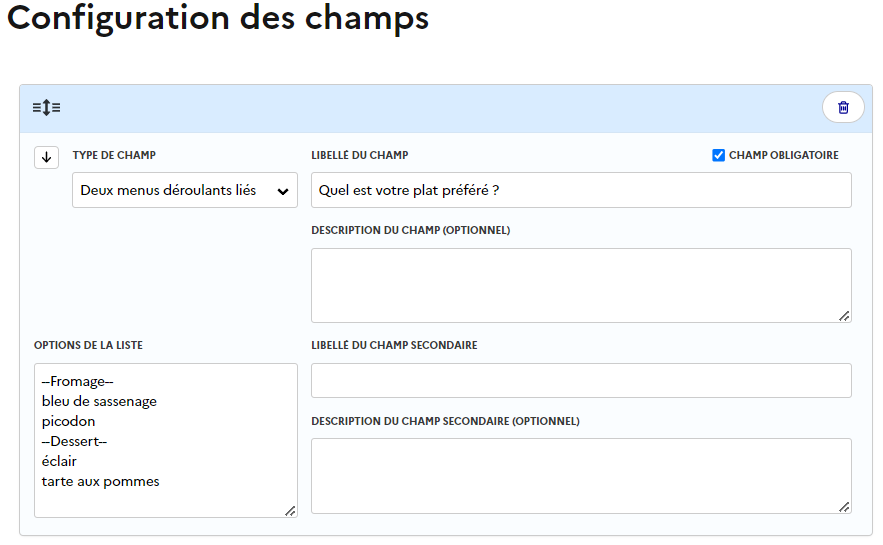 Configuration des champs
TYPE DE CHAMP
LIBELLÉ DU CHAMP
CHAMP OBLIGATOIRE
Deux menus déroulants liés
Quel est votre plat préféré ?
DESCRIPTION DU CHAMP (OPTIONNEL)
OPTIONS DE LA LISTE
LIBELLÉ DU CHAMP SECONDAIRE
--Fromage--
bleu de sassenage
picodon
--Dessert--
éclair
tarte aux pommes
DESCRIPTION DU CHAMP SECONDAIRE (OPTIONNEL)